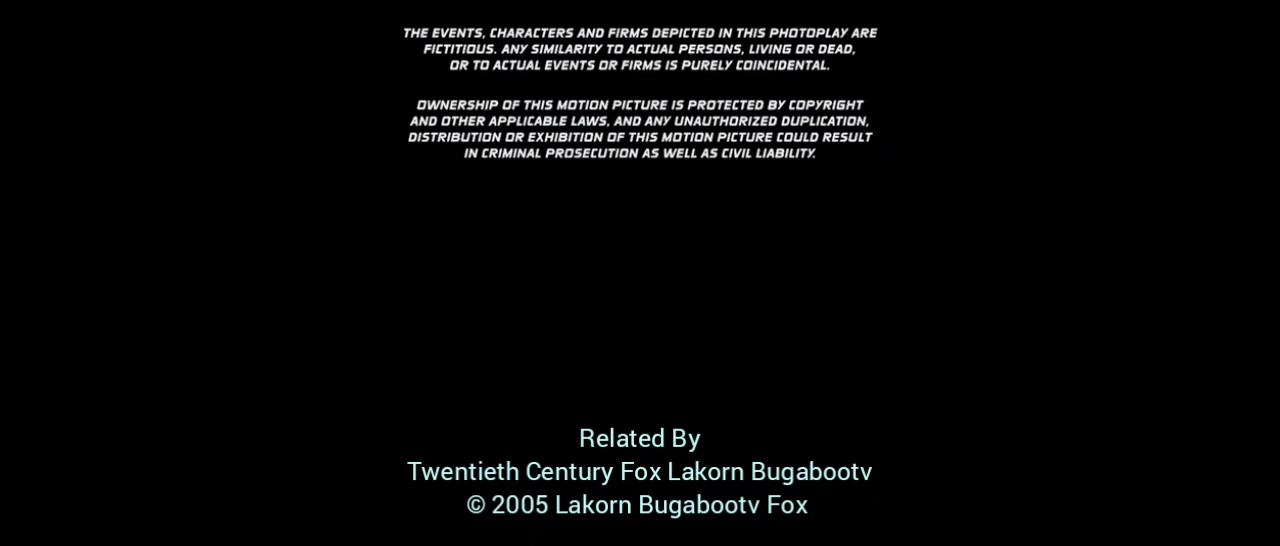 THE EVENTS, CHARACTERS AND FIRMS DEPICTED IN THIS PHOTOPLAY ARE
FICTITIOUS. ANY SIMILARITY TO ACTUAL PERSONS, LIVING OR DEAD,
OR TO ACTUAL EVENTS OR FIRMS IS PURELY COINCIDENTAL.
OWNERSHIP OF THIS MOTION PICTURE IS PROTECTED BY COPYRIGHT
AND OTHER APPLICABLE LAWS, AND ANY UNAUTHORIZED DUPLICATION,
DISTRIBUTION OR EXHIBITION OF THIS MOTION PICTURE COULD RESULT
IN CRIMINAL PROSECUTION AS WELL AS CIVIL LIABILITY.
Related By
Twentieth Century Fox Lakorn Bugabootv
© 2005 Lakorn Bugabootv Fox